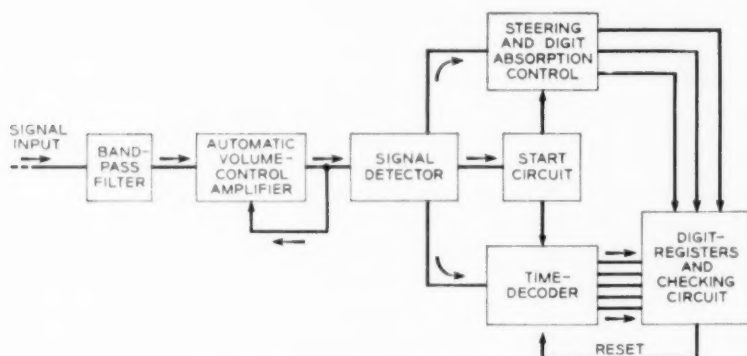 SIGNAL
INPUT
BAND-
PASS
FILTER
AUTOMATIC
VOLUME-
CONTROL
AMPLIFIER
SIGNAL
DETECTOR
STEERING
AND DIGIT
ABSORPTION
CONTROL
START
CIRCUIT
TIME-
DECODER
DIGIT-
REGISTERS
AND
CHECKING
CIRCUIT
RESET